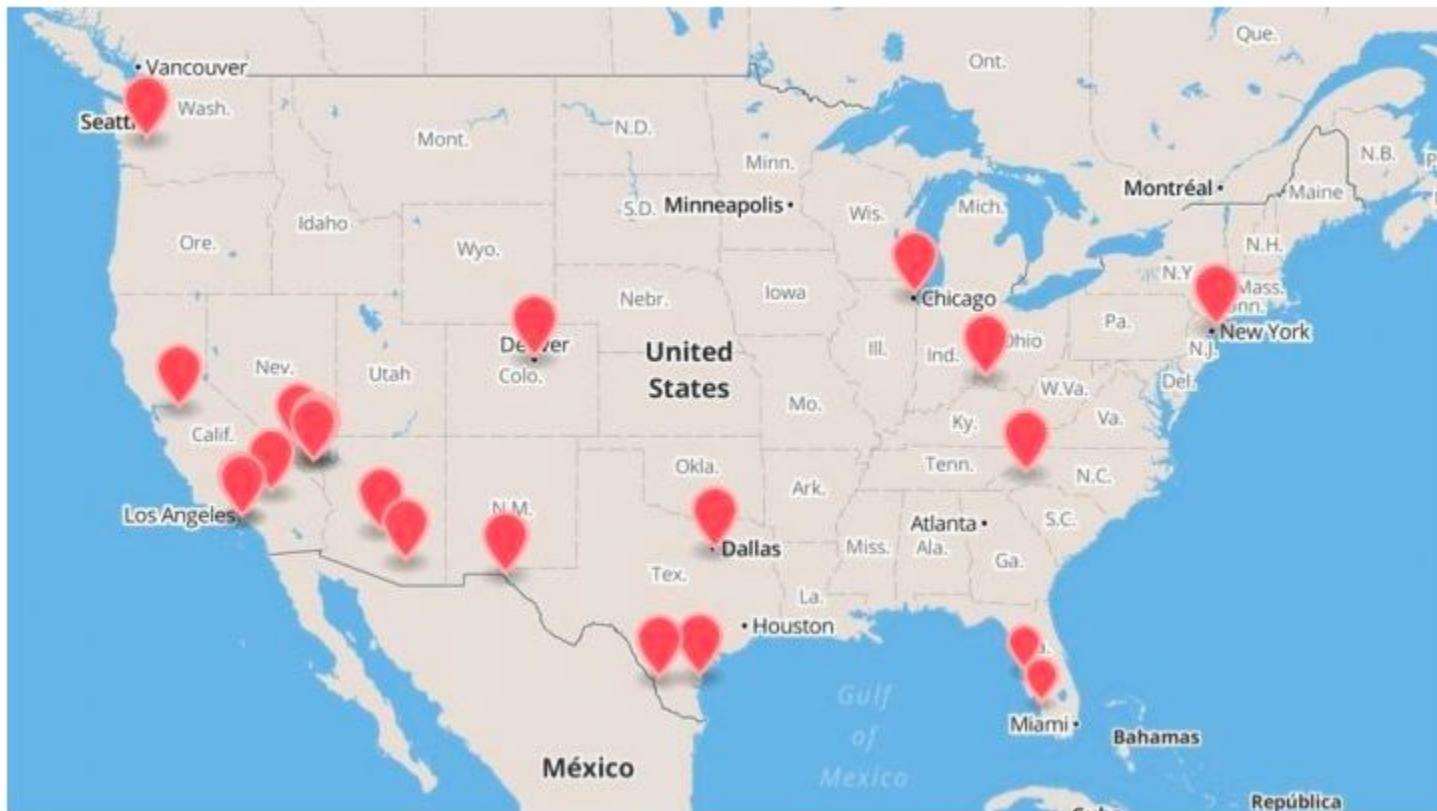 Que.
Vancouver
Ont.
Wash.
Seatt
N.D.
Mont.
N.B.
Minn.
Montréal
Maine
Minneapolis
S.D.
Wis.
Mich.
Idaho
Ore.
Wyo.
N.H.
N.Y
Mass.
Iowa
Nebr.
Chicago
onn.
Pa.
New York
Ohio
Denver
United
States
Ill.
Ind.
N.J.
Nev.
Utah
Colo.
Del.
W.Va.
Mo.
Ky.
Va.
Calif.
Tenn.
Okla.
N.C.
Ark.
N.M.
Los Angeles
Atlanta
S.C.
Dallas
Miss.
Ala.
Ga.
Tex.
La.
Houston
a.
Gulf
of
Mexico
Miami
Bahamas
México
República
Cuba